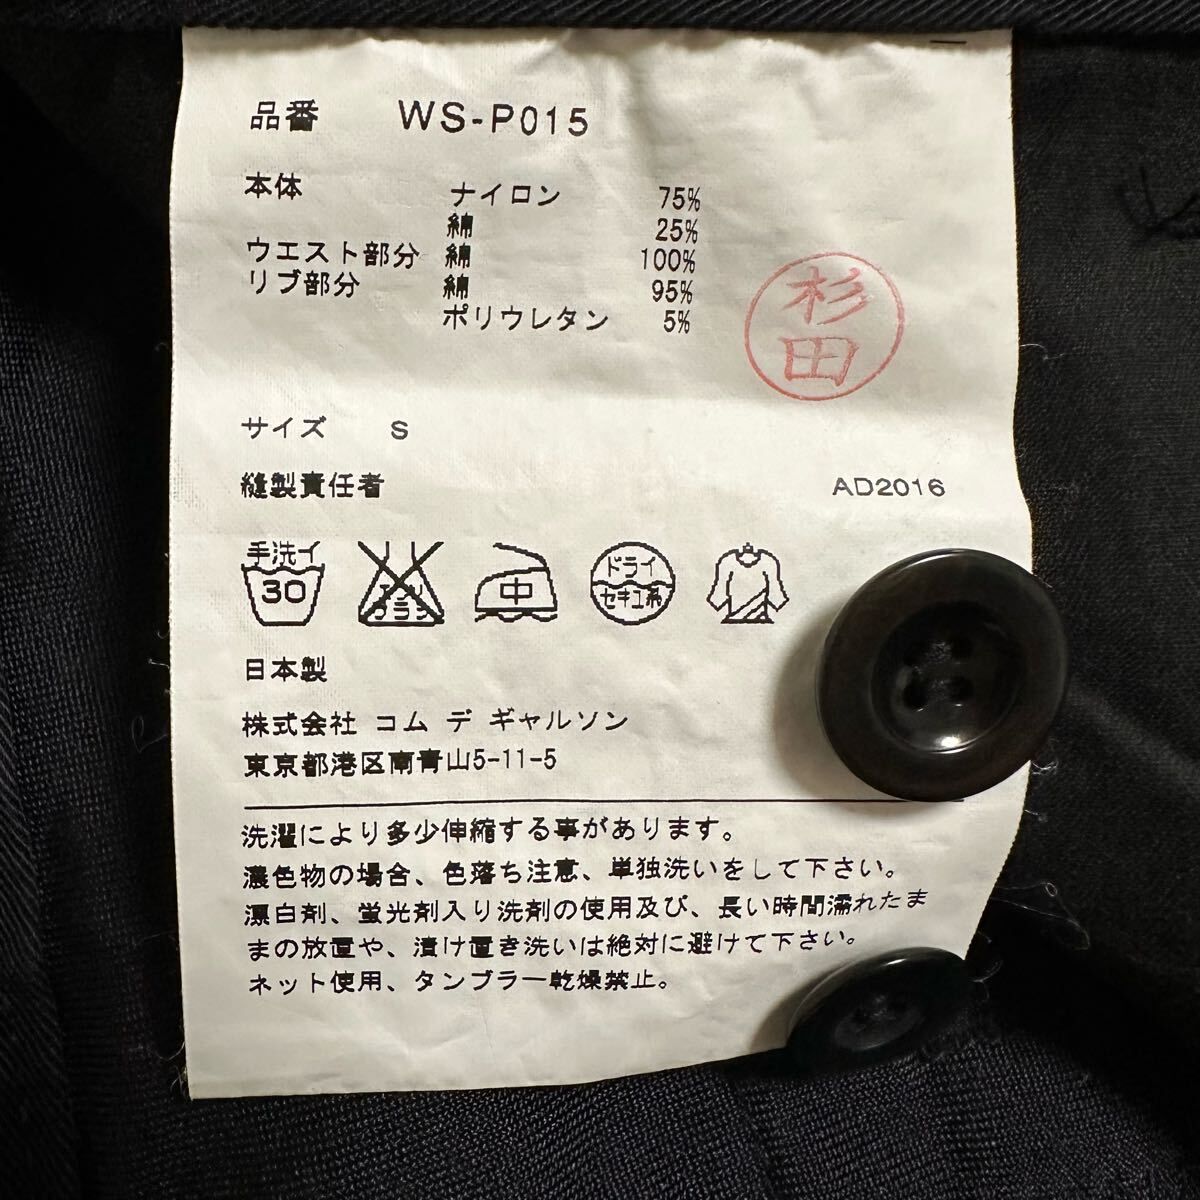 品番 WS-P015
本体 ナイロン 75%
綿 25%
ウエスト部分 綿 100%
リブ部分 綿 95%
ポリウレタン 5%
杉田
サイズ S
縫製責任者 AD2016
手洗イ
30
エンソ
サラシ
中
ドライ
セキユ系
日本製
株式会社 コム デ ギャルソン
東京都港区南青山5-11-5
洗濯により多少伸縮する事があります。
濃色物の場合、色落ち注意、単独洗いをして下さい。
漂白剤、蛍光剤入り洗剤の使用及び、長い時間濡れたま
まの放置や、漬け置き洗いは絶対に避けて下さい。
ネット使用、タンブラー乾燥禁止。